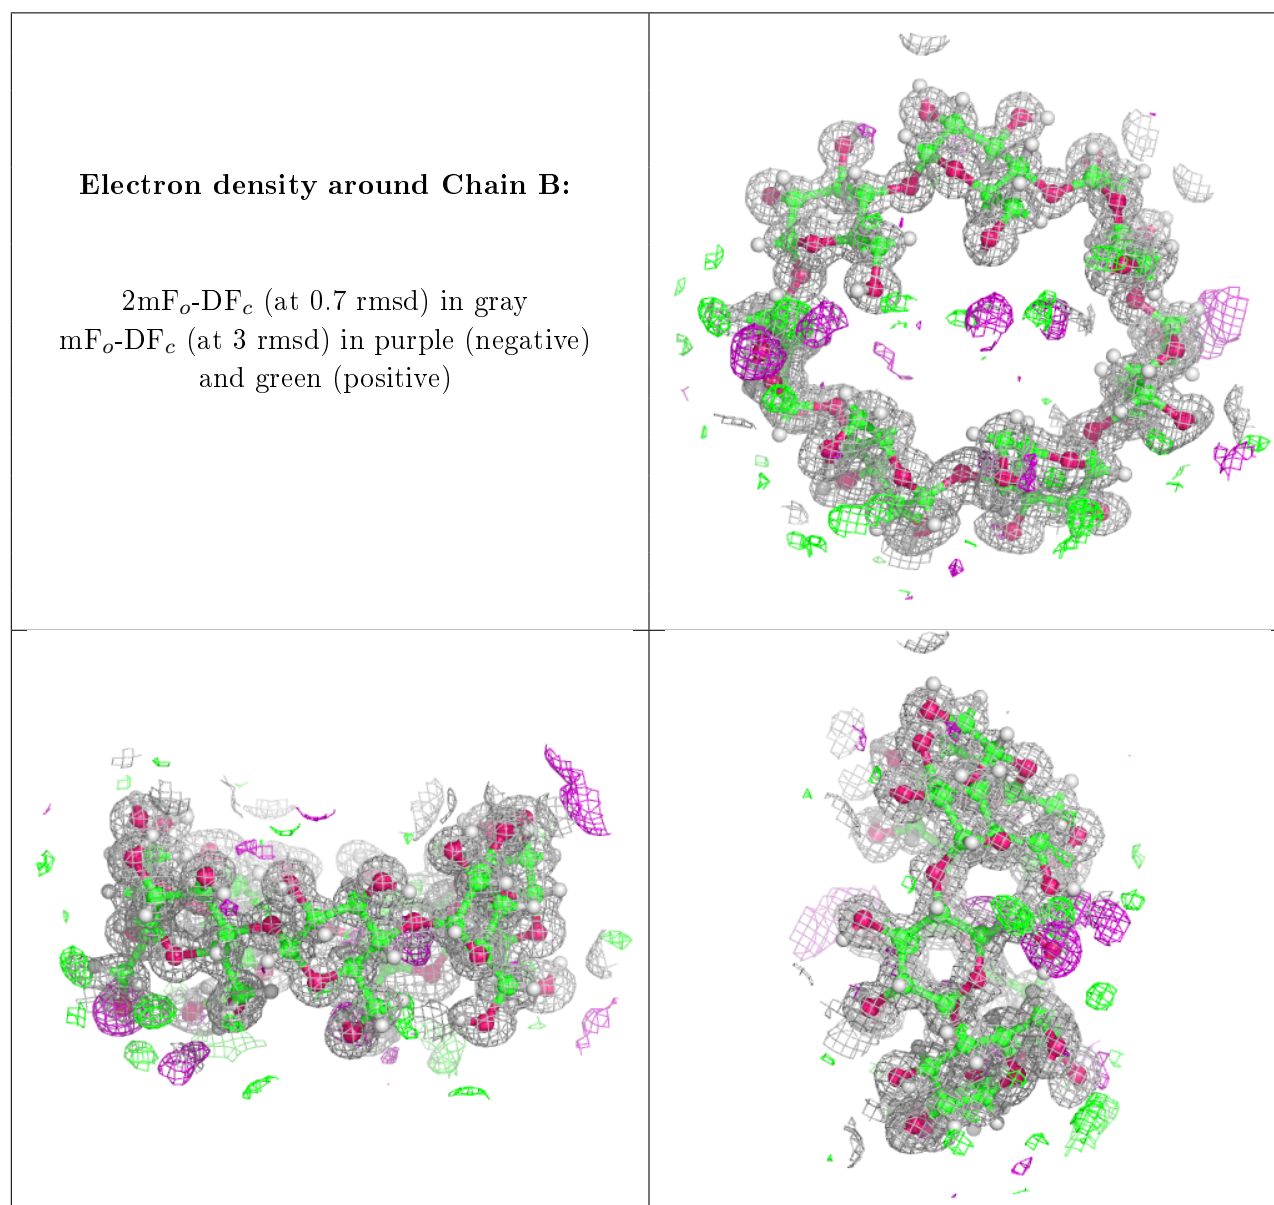 Electron density around Chain B:
2mFo-DFc (at 0.7 rmsd) in gray
mFo-DFc (at 3 rmsd) in purple (negative)
and green (positive)